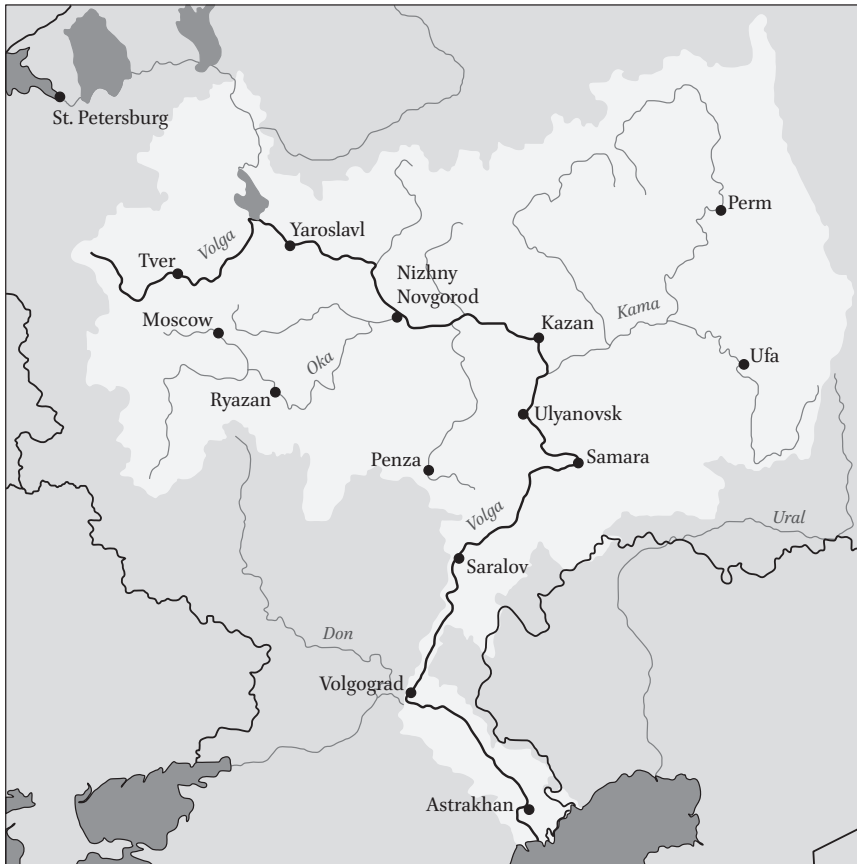 St. Petersburg
Perm
Yaroslavl
Volga
Tver
Nizhny
Novgorod
Kama
Moscow
Kazan
Oka
Ufa
Ryazan
Ulyanovsk
Penza
Samara
Volga
Ural
Saralov
Don
Volgograd
Astrakhan